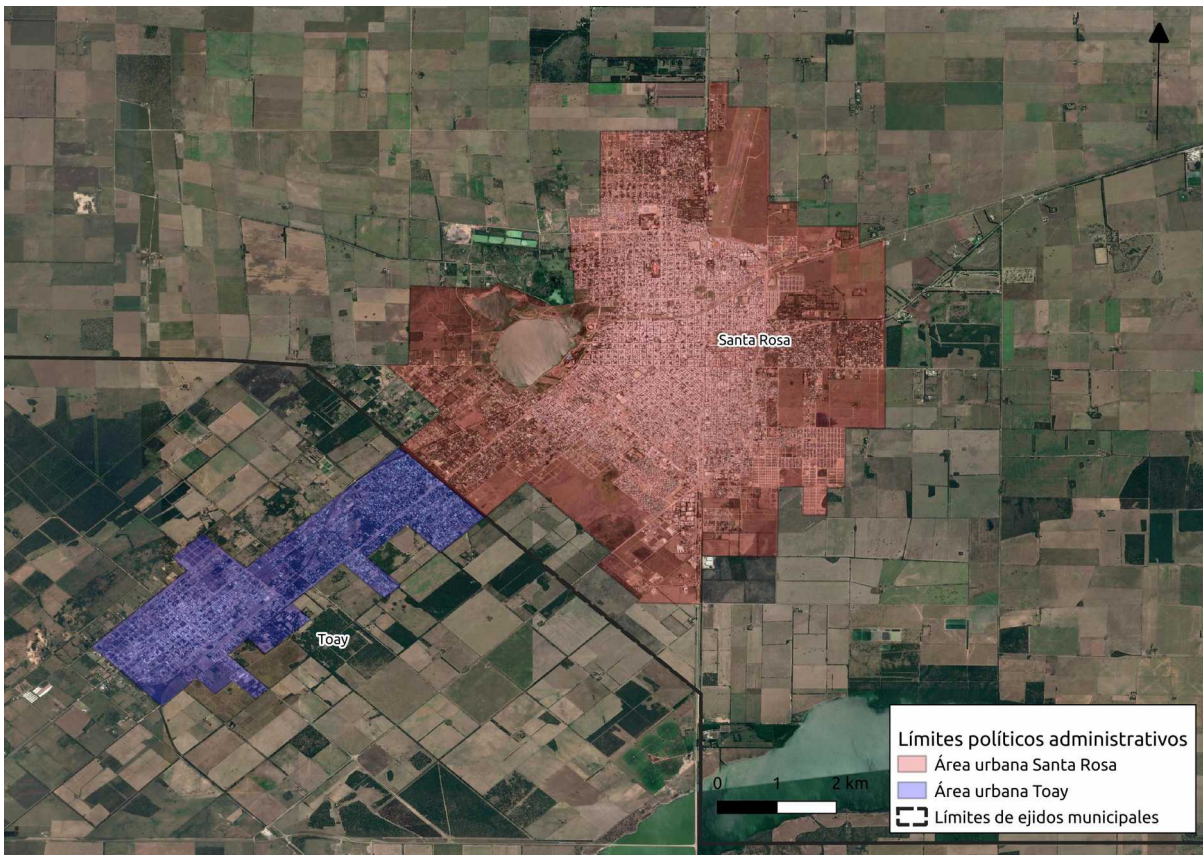 Santa Rosa
Toay
Límites políticos administrativos
Área urbana Santa Rosa
Área urbana Toay
Límites de ejidos municipales
0 1 2 km